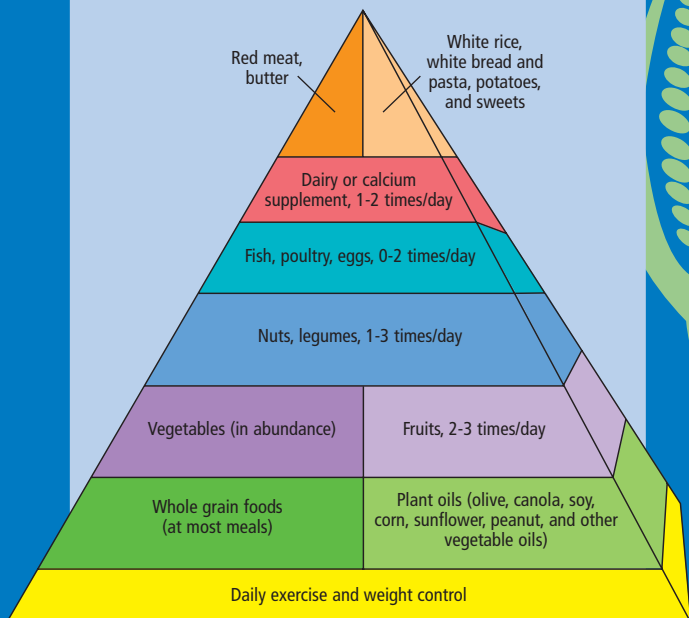 Red meat,
butter
White rice,
white bread and
pasta, potatoes,
and sweets
Dairy or calcium
supplement, 1-2 times/day
Fish, poultry, eggs, 0-2 times/day
Nuts, legumes, 1-3 times/day
Vegetables (in abundance)
Fruits, 2-3 times/day
Whole grain foods
(at most meals)
Plant oils (olive, canola, soy,
corn, sunflower, peanut, and other
vegetable oils)
Daily exercise and weight control